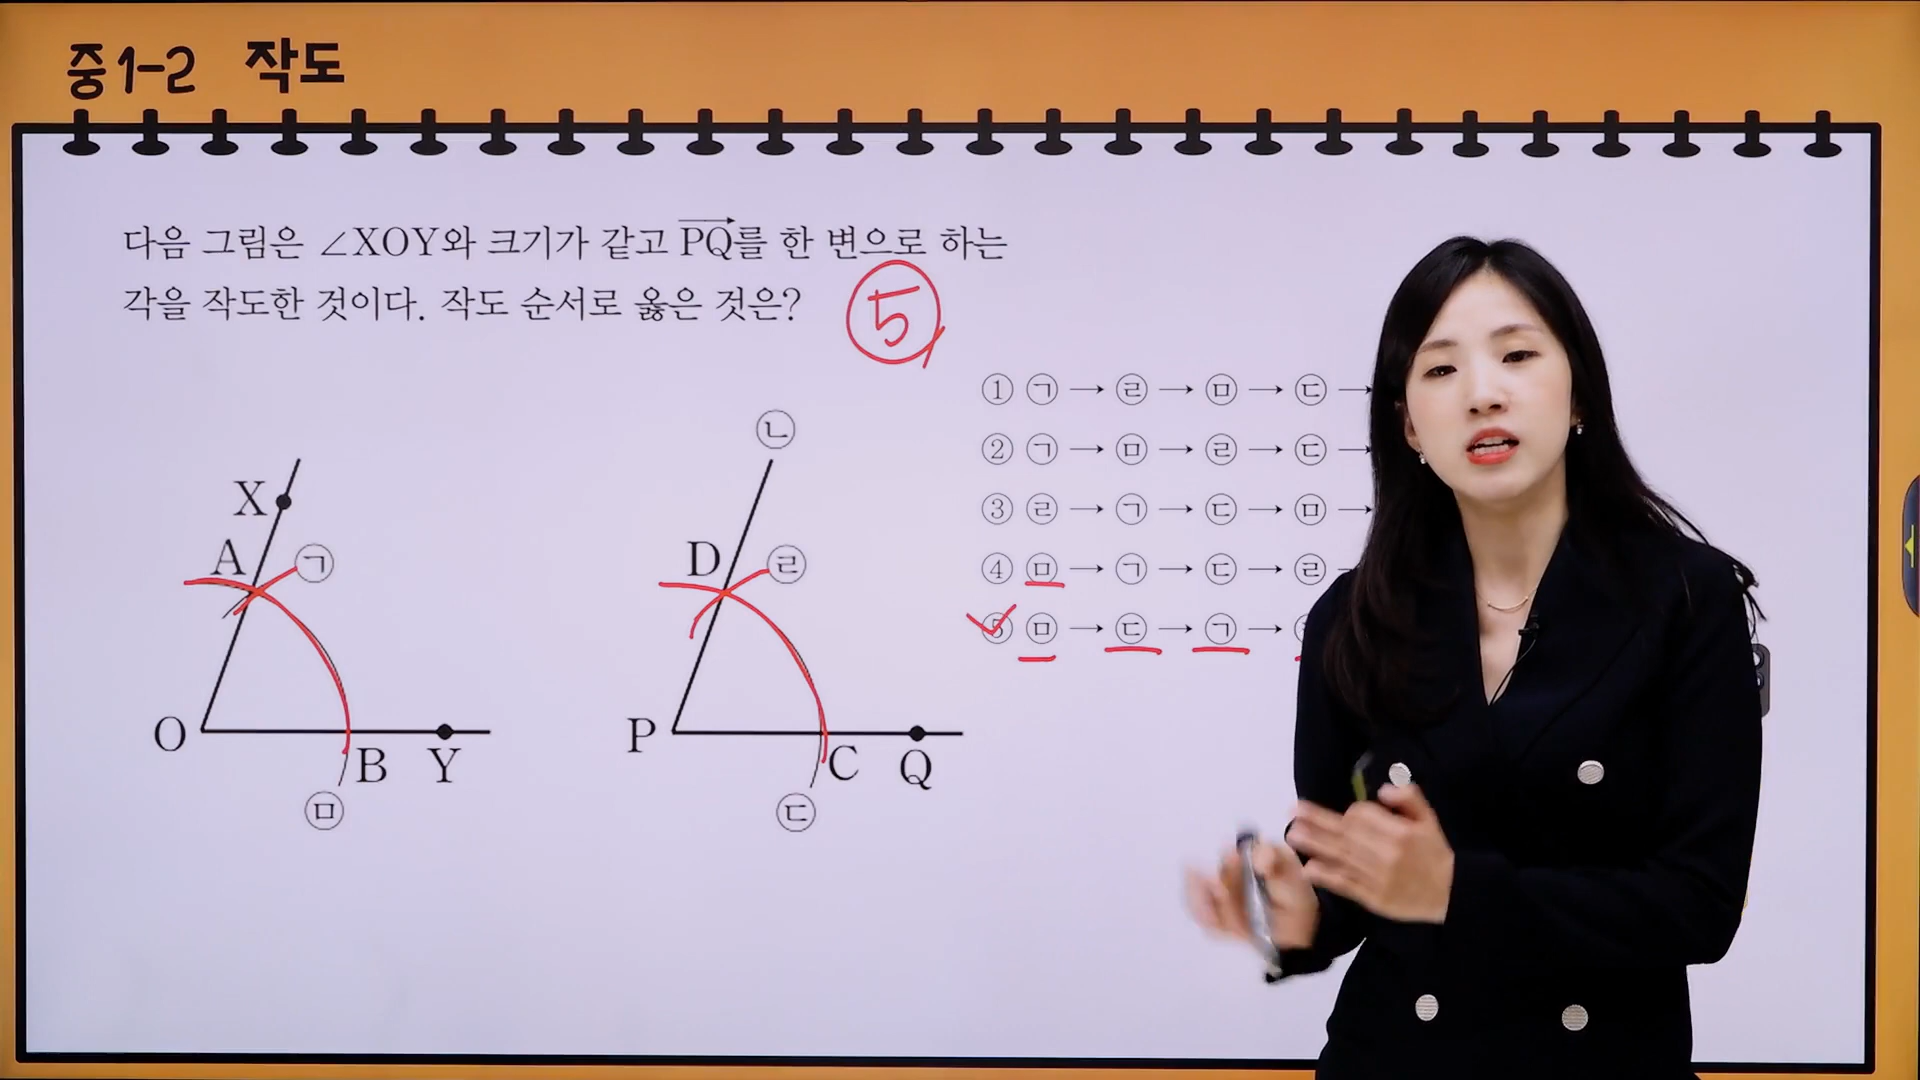 중1-2 작도
다음 그림은 ∠XOY와 크기가 같고 PQ를 한 변으로 하는
각을 작도한 것이다. 작도 순서로 옳은 것은?
5
① ㉠ → ㉣ → ㉤ → ㉢ →
② ㉠ → ㉤ → ㉣ → ㉢ →
③ ㉣ → ㉠ → ㉢ → ㉤ →
④ ㉤ → ㉠ → ㉢ → ㉣
⑤ ㉤ → ㉢ → ㉠ →
X
A
㉠
O
B
Y
㉤
㉡
D
㉣
P
C
Q
㉢